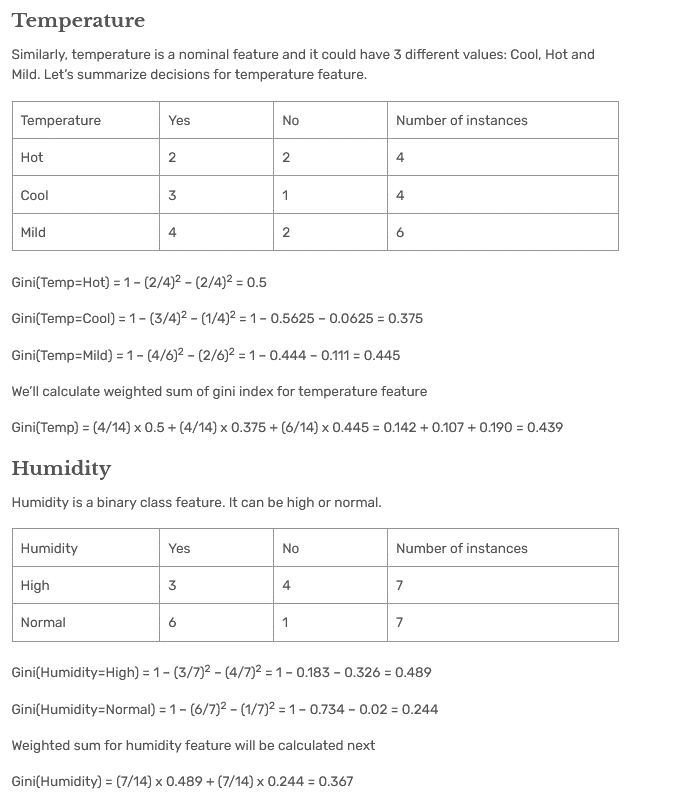 Temperature
Similarly, temperature is a nominal feature and it could have 3 different values: Cool, Hot and
Mild. Let's summarize decisions for temperature feature.
Temperature Yes No Number of instances
Hot 2 2 4
Cool 3 1 4
Mild 4 2 6
Gini(Temp=Hot) = 1 – (2/4)² – (2/4)² = 0.5
Gini(Temp=Cool) = 1 – (3/4)² – (1/4)² = 1 – 0.5625 – 0.0625 = 0.375
Gini(Temp=Mild) = 1 – (4/6)² – (2/6)² = 1 – 0.444 – 0.111 = 0.445
We'll calculate weighted sum of gini index for temperature feature
Gini(Temp) = (4/14) x 0.5 + (4/14) x 0.375 + (6/14) x 0.445 = 0.142 + 0.107 + 0.190 = 0.439
Humidity
Humidity is a binary class feature. It can be high or normal.
Humidity Yes No Number of instances
High 3 4 7
Normal 6 1 7
Gini(Humidity=High) = 1 – (3/7)² – (4/7)² = 1 – 0.183 – 0.326 = 0.489
Gini(Humidity=Normal) = 1 – (6/7)² – (1/7)² = 1 – 0.734 – 0.02 = 0.244
Weighted sum for humidity feature will be calculated next
Gini(Humidity) = (7/14) x 0.489 + (7/14) x 0.244 = 0.367